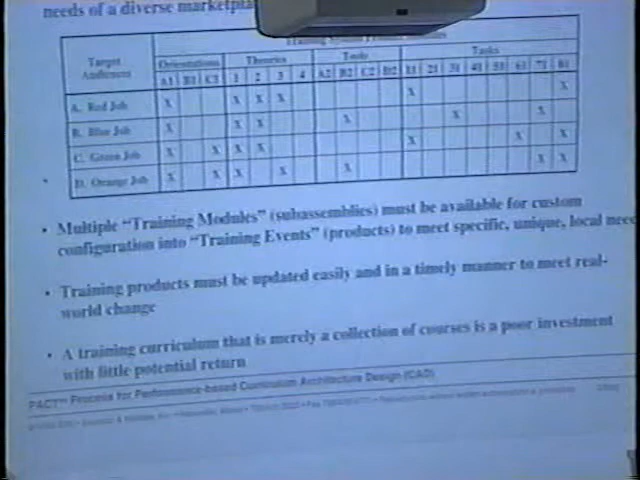 needs of a diverse
Target
Audiences
Orientations Theories Tools Tasks
A1 B1 C1 1 2 3 4 A2 B2 C2 D2 11 21 31 41 51 61 71 81
A. Red Job X X X X X X
B. Blue Job X X X X X X
C. Green Job X X X X X X X
D. Orange Job X X X X X X X
• Multiple “Training Modules” (subassemblies) must be available for custom
configuration into “Training Events” (products) to meet specific, unique, local
• Training products must be updated easily and in a timely manner to meet real-
world change
• A training curriculum that is merely a collection of courses is a poor investment
with little potential return
PACT™ Process for Performance-based Curriculum Architecture Design (CAD)